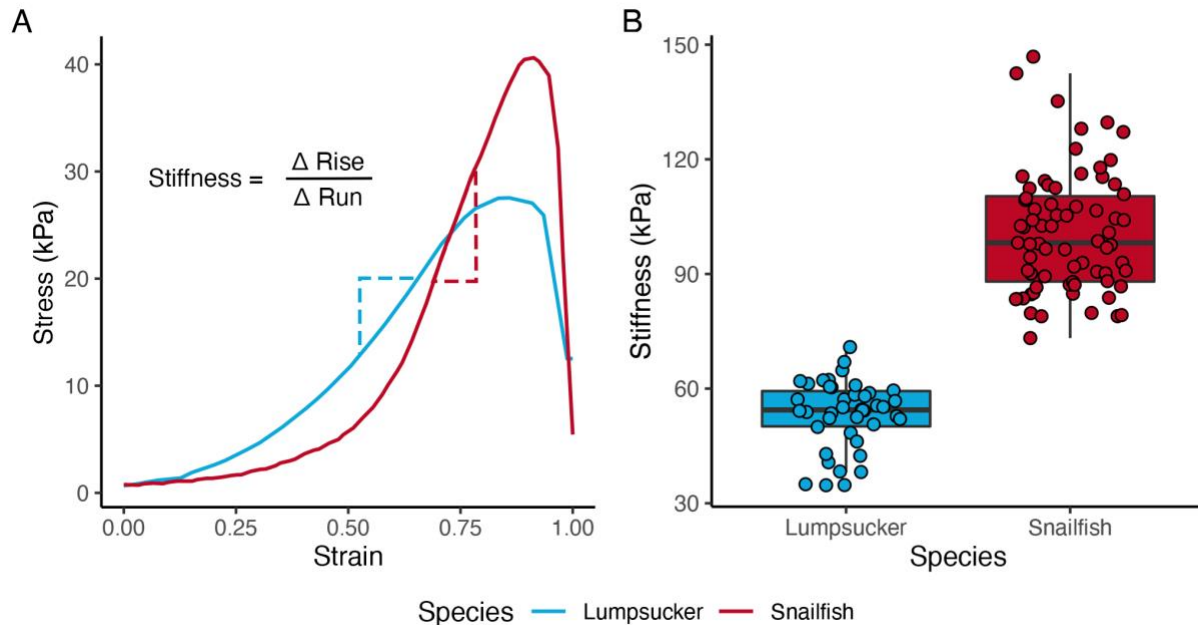 A
B
40
30
20
10
0
Stress (kPa)
Stiffness = Δ Rise
Δ Run
0.00 0.25 0.50 0.75 1.00
Strain
150
120
90
60
30
Stiffness (kPa)
Lumpsucker Snailfish
Species
Species Lumpsucker Snailfish